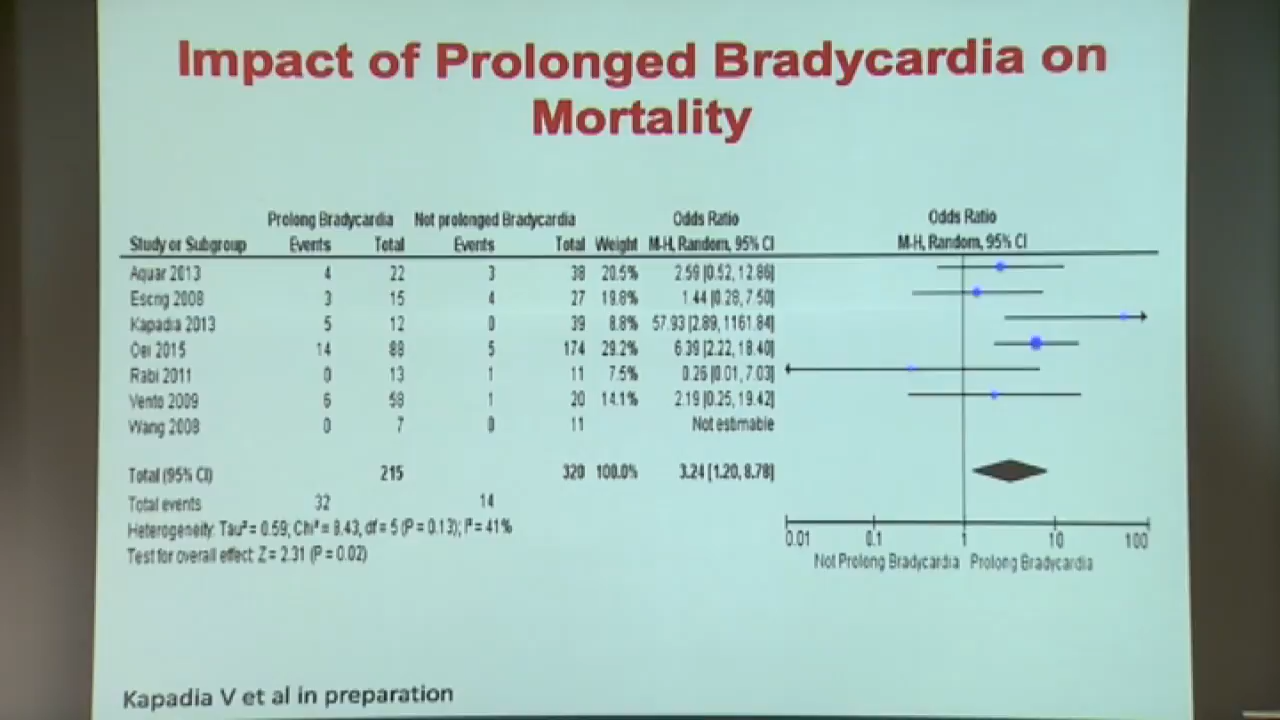 Impact of Prolonged Bradycardia on
Mortality
Prolong Bradycardia Not prolonged Bradycardia Odds Ratio Odds Ratio
Study or Subgroup Events Total Events Total Weight M-H, Random, 95% CI M-H, Random, 95% CI
Aquar 2013 4 22 3 38 20.5% 2.59 [0.52, 12.86]
Escrig 2008 3 15 4 27 19.8% 1.44 [0.28, 7.50]
Kapadia 2013 5 12 0 39 8.8% 57.93 [2.89, 1161.84]
Oei 2015 14 88 5 174 29.2% 6.39 [2.22, 18.40]
Rabi 2011 0 13 1 11 7.5% 0.26 [0.01, 7.03]
Vento 2009 6 58 1 20 14.1% 2.19 [0.25, 19.42]
Wang 2008 0 7 0 11 Not estimable
Total (95% CI) 215 320 100.0% 3.24 [1.20, 8.78]
Total events 32 14
Heterogeneity: Tau² = 0.59; Chi² = 8.43, df = 5 (P = 0.13); I² = 41%
Test for overall effect: Z = 2.31 (P = 0.02)
0.01 0.1 1 10 100
Not Prolong Bradycardia Prolong Bradycardia
Kapadia V et al in preparation